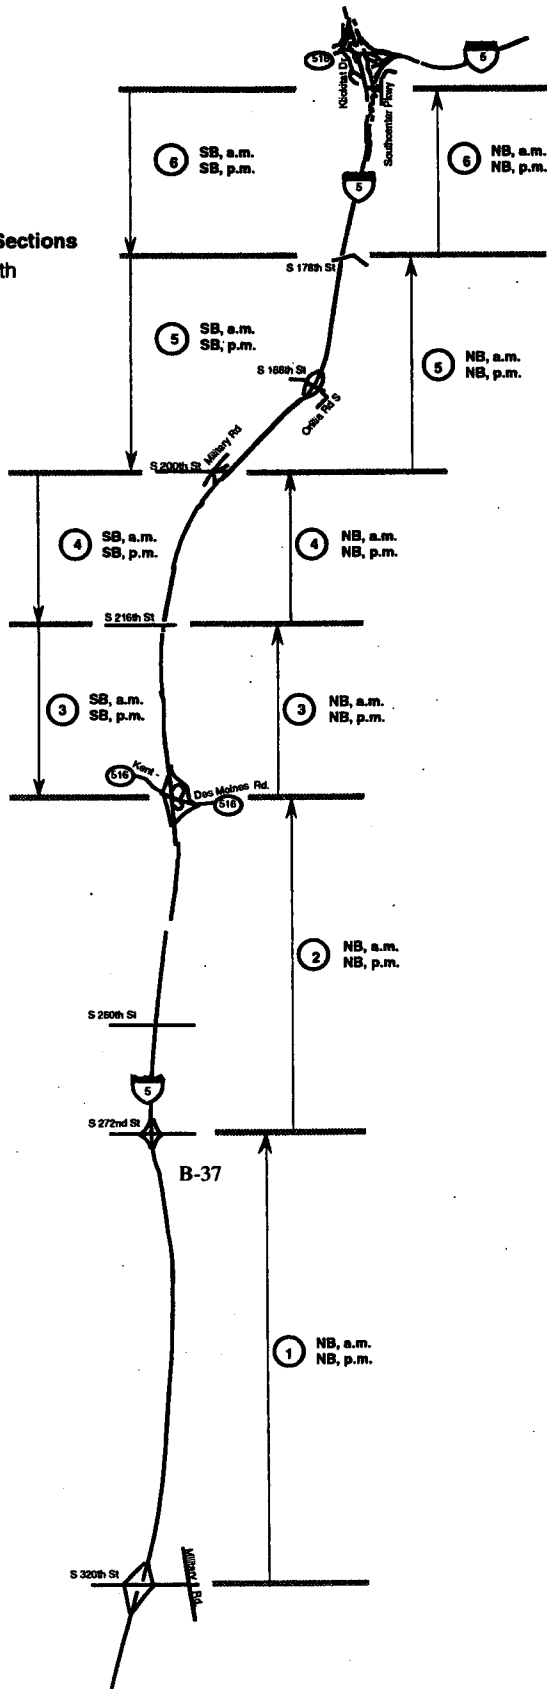 518
5
Klickitat Dr
Southcenter Pkwy
6
SB, a.m.
SB, p.m.
6
NB, a.m.
NB, p.m.
5
Sections
th
S 178th St
5
SB, a.m.
SB, p.m.
5
NB, a.m.
NB, p.m.
S 188th St
Orillia Rd S
Military Rd
S 200th St
4
SB, a.m.
SB, p.m.
4
NB, a.m.
NB, p.m.
S 216th St
3
SB, a.m.
SB, p.m.
3
NB, a.m.
NB, p.m.
516
Kent -
Des Moines Rd.
516
2
NB, a.m.
NB, p.m.
S 260th St
5
S 272nd St
B-37
1
NB, a.m.
NB, p.m.
S 320th St
Military Rd.